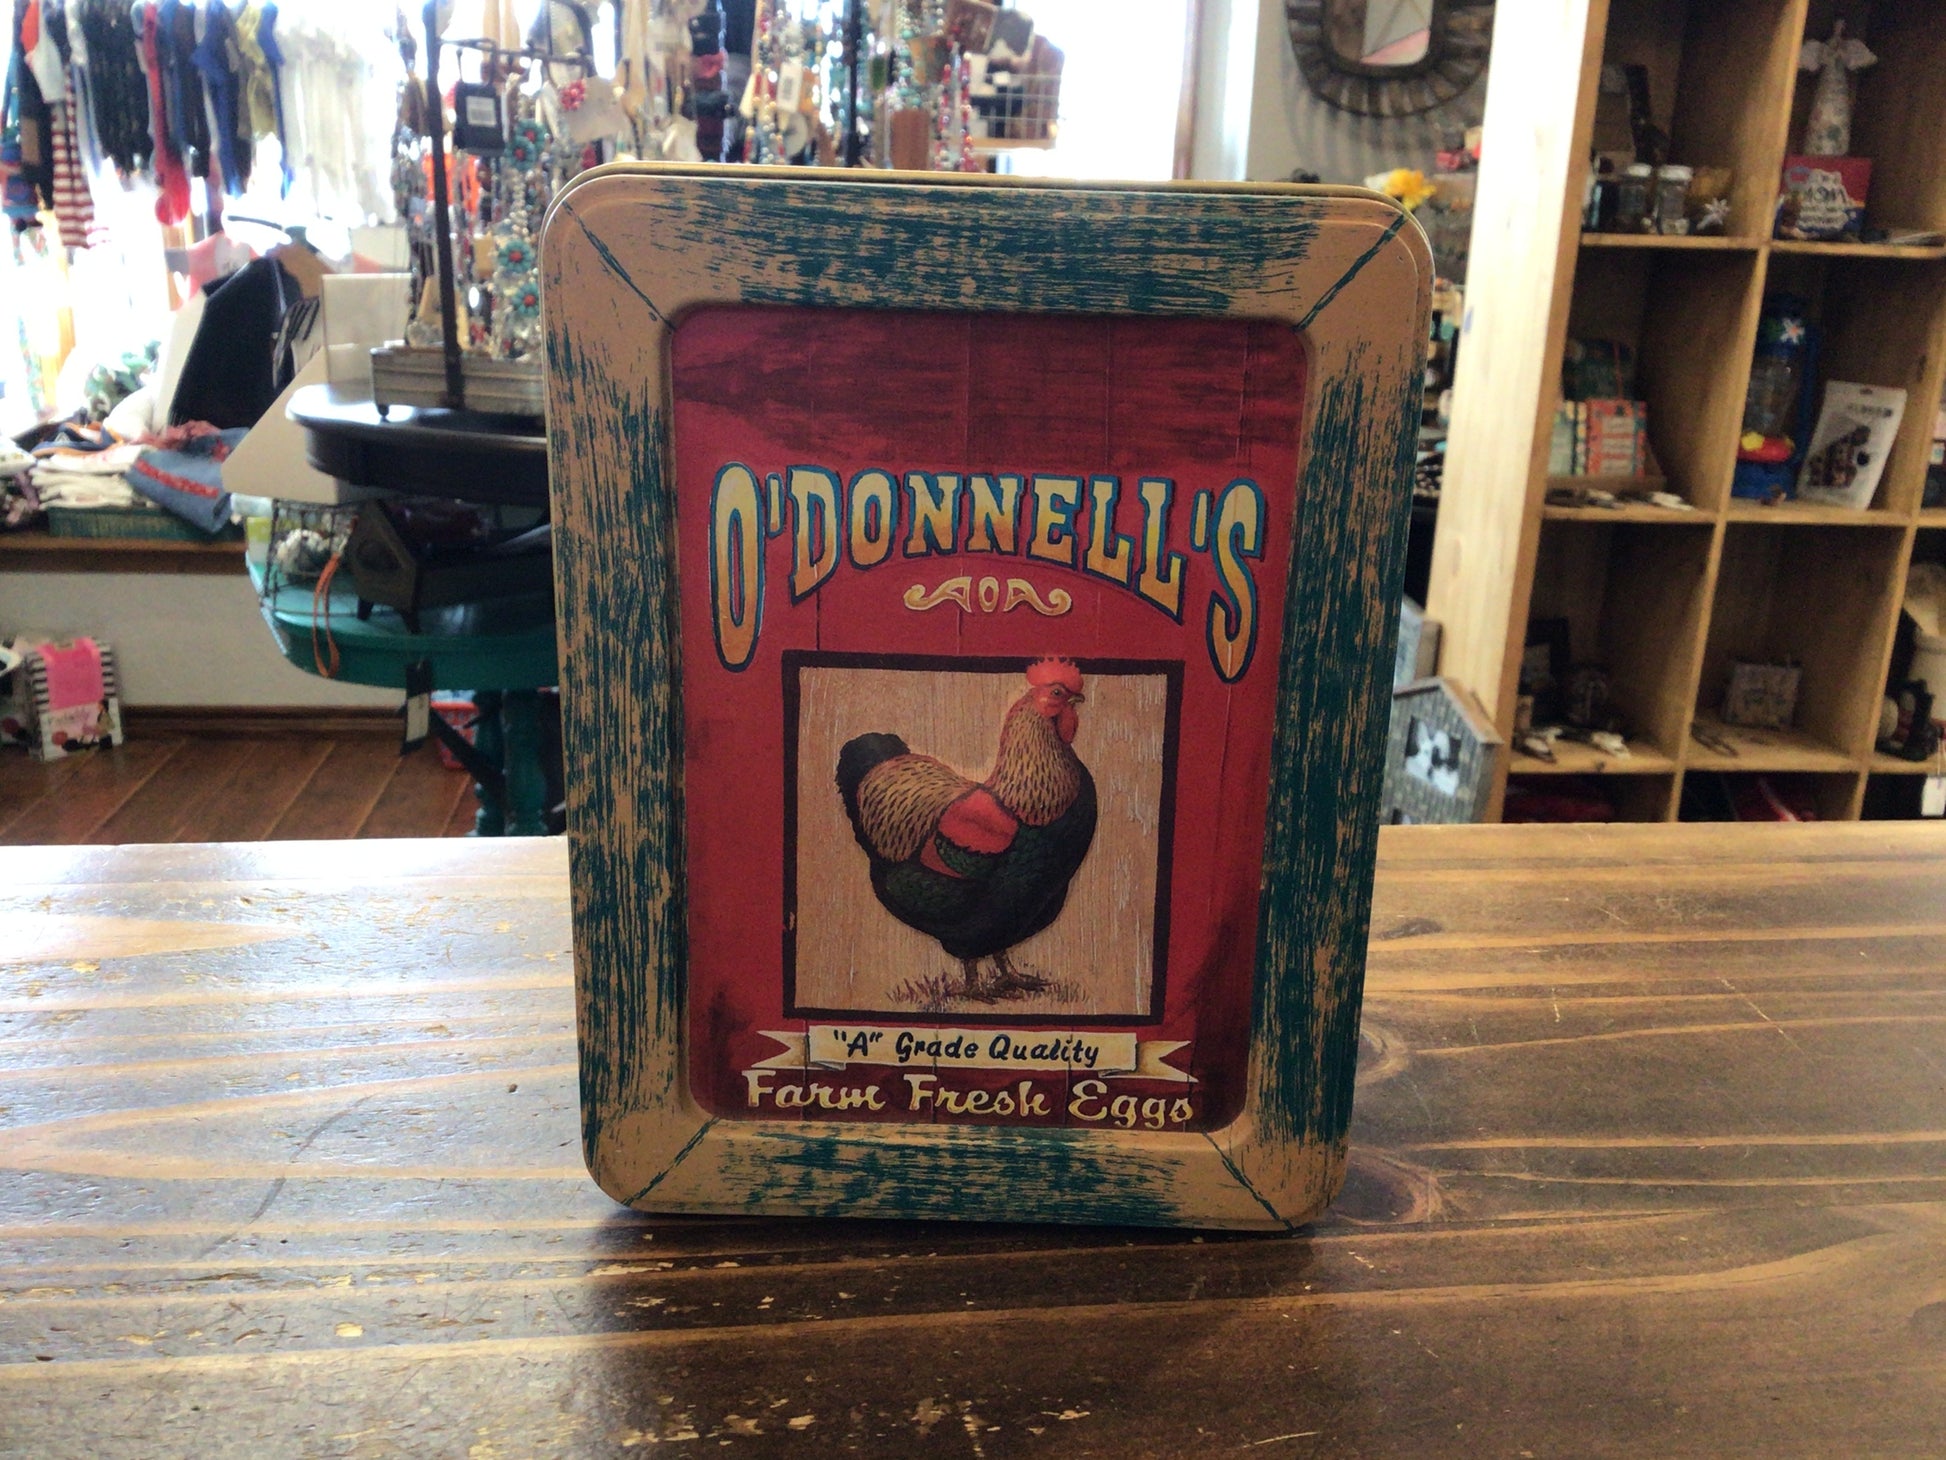 O'DONNELL'S
"A" Grade Quality
Farm Fresh Eggs